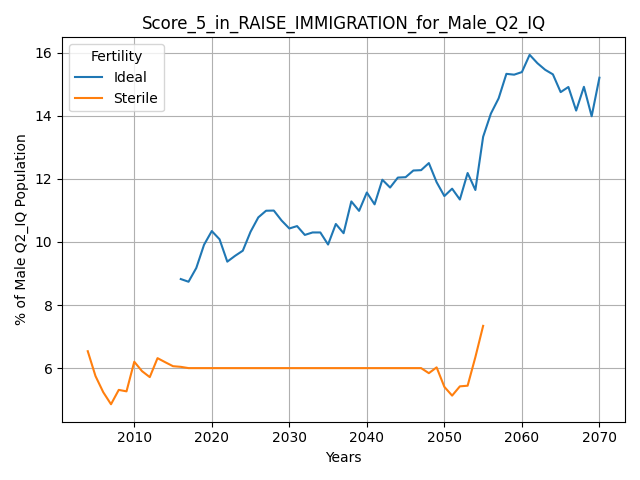 Score_5_in_RAISE_IMMIGRATION_for_Male_Q2_IQ
Fertility
Ideal
Sterile
% of Male Q2_IQ Population
16
14
12
10
8
6
2010 2020 2030 2040 2050 2060 2070
Years